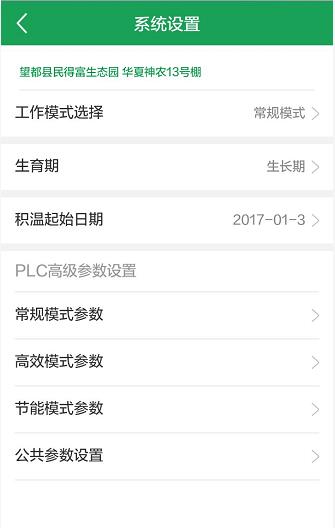 系统设置
望都县民得富生态园 华夏神农13号棚
工作模式选择 常规模式
生育期 生长期
积温起始日期 2017-01-3
PLC高级参数设置
常规模式参数
高效模式参数
节能模式参数
公共参数设置